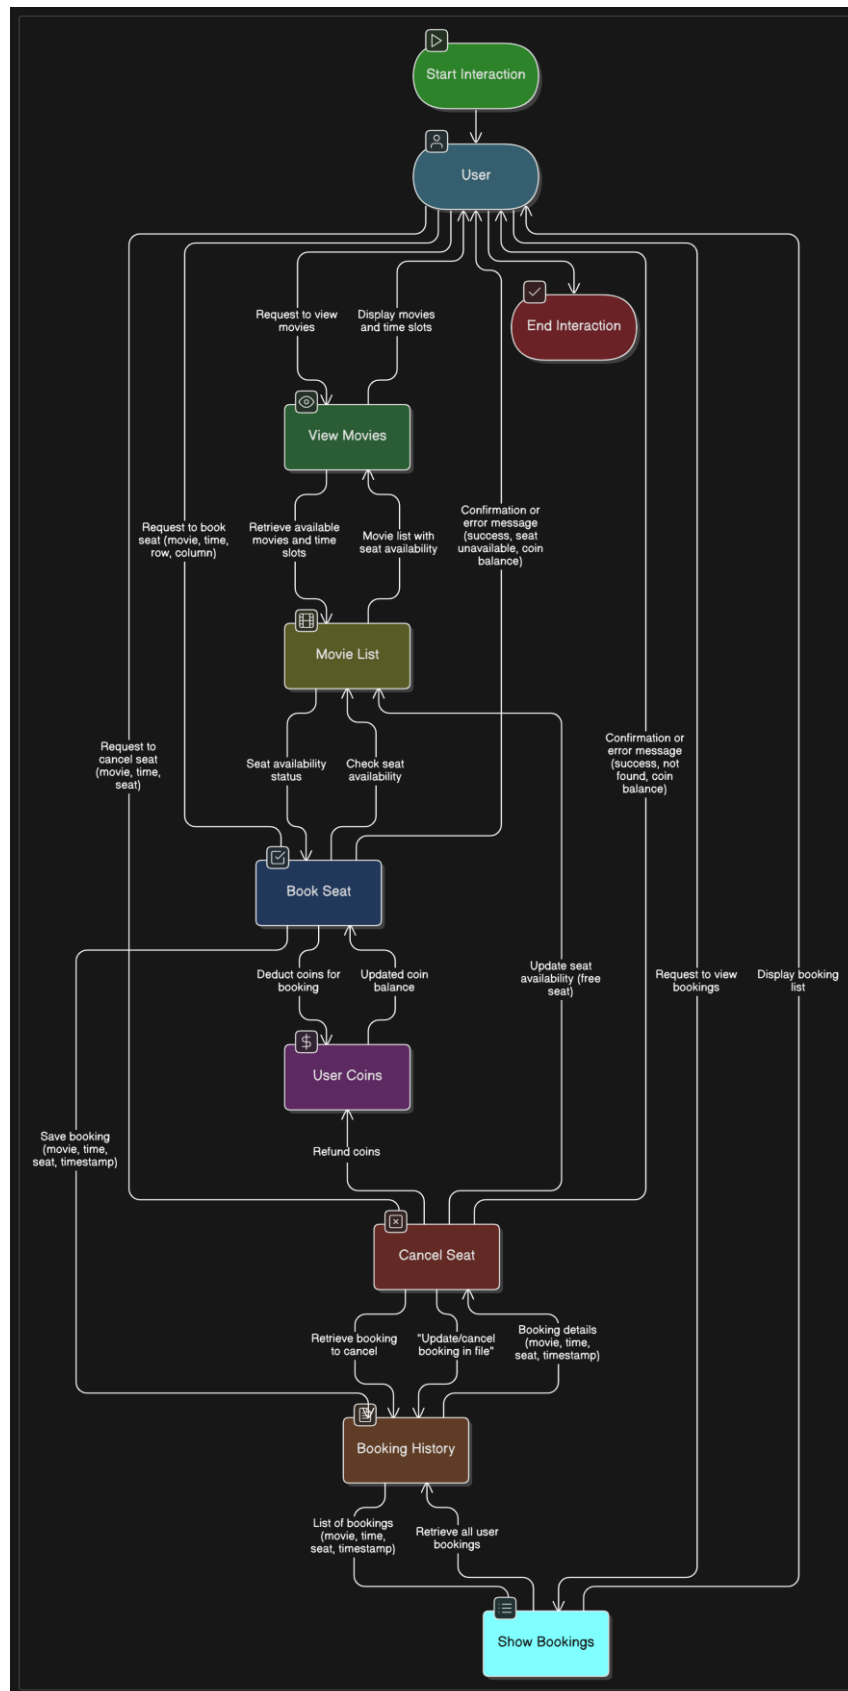 Start Interaction
User
End Interaction
Request to view
movies
Display movies
and time slots
View Movies
Request to book
seat (movie, time,
row, column)
Retrieve available
movies and time
slots
Movie list with
seat availability
Confirmation or
error message
(success, seat
unavailable, coin
balance)
Movie List
Request to
cancel seat
(movie, time,
seat)
Seat availability
status
Check seat
availability
Confirmation or
error message
(success, not
found, coin
balance)
Book Seat
Deduct coins for
booking
Updated coin
balance
Update seat
availability (free
seat)
Request to view
bookings
Display booking
list
User Coins
Save booking
(movie, time,
seat, timestamp)
Refund coins
Cancel Seat
Retrieve booking
to cancel
"Update/cancel
booking in file"
Booking details
(movie, time,
seat, timestamp)
Booking History
List of bookings
(movie, time,
seat, timestamp)
Retrieve all user
bookings
Show Bookings